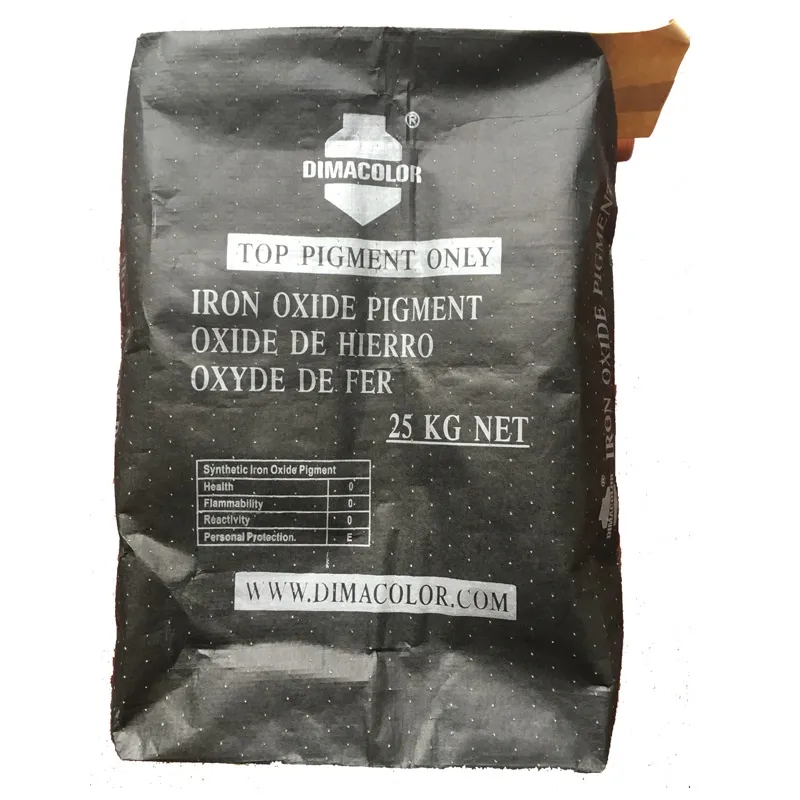 ®
DIMACOLOR
TOP PIGMENT ONLY
IRON OXIDE PIGMENT
OXIDE DE HIERRO
OXYDE DE FER
25 KG NET
Synthetic Iron Oxide Pigment
Health 0
Flammability 0
Reactivity 0
Personal Protection. E
WWW.DIMACOLOR.COM
DIMACOLOR ® IRON OXIDE PIGMENT